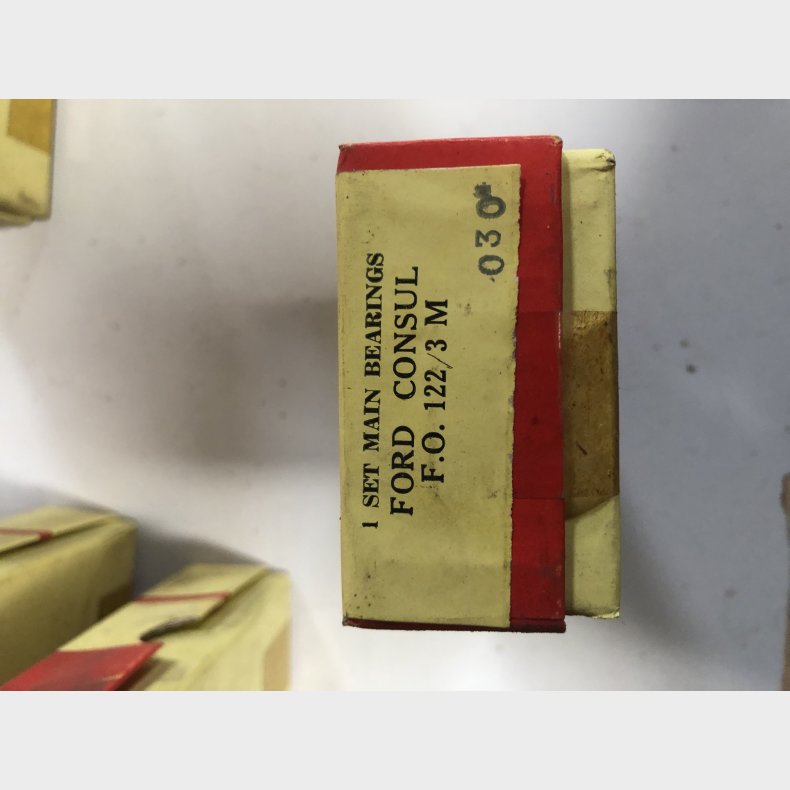 1 SET MAIN BEARINGS
FORD CONSUL
F.O. 122/3 M
.030"